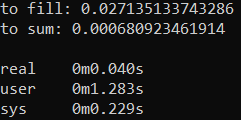 to fill: 0.027135133743286
to sum: 0.000680923461914
real 0m0.040s
user 0m1.283s
sys 0m0.229s